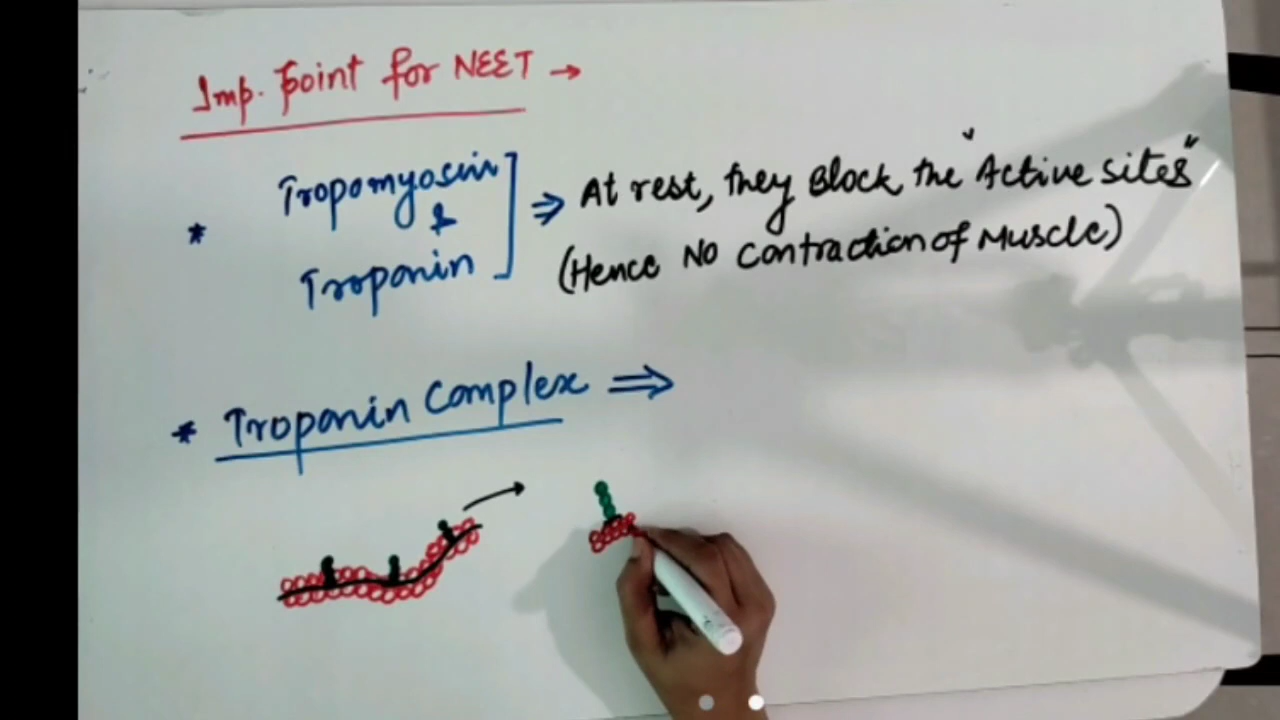 Imp. point for NEET →
* Tropomyosin & Troponin ⇒ At rest, they Block the "Active sites"
(Hence No contraction of Muscle)
* Troponin Complex ⇒